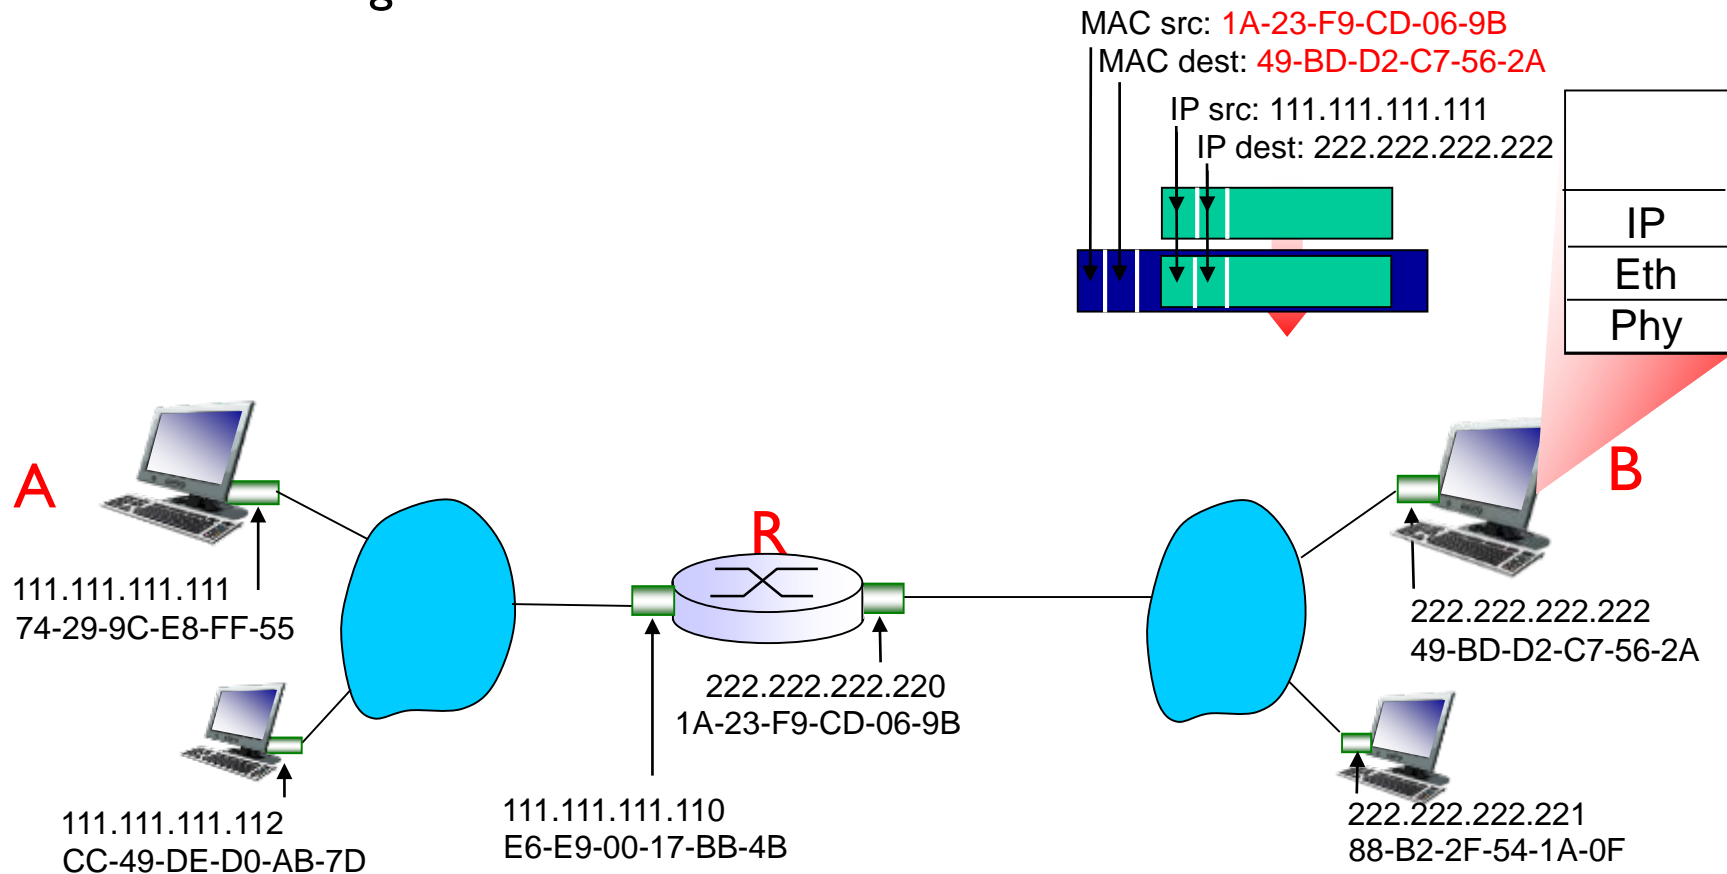 MAC src: 1A-23-F9-CD-06-9B
MAC dest: 49-BD-D2-C7-56-2A
IP src: 111.111.111.111
IP dest: 222.222.222.222
IP
Eth
Phy
A
B
R
111.111.111.111
74-29-9C-E8-FF-55
222.222.222.222
49-BD-D2-C7-56-2A
222.222.222.220
1A-23-F9-CD-06-9B
111.111.111.112
CC-49-DE-D0-AB-7D
111.111.111.110
E6-E9-00-17-BB-4B
222.222.222.221
88-B2-2F-54-1A-0F